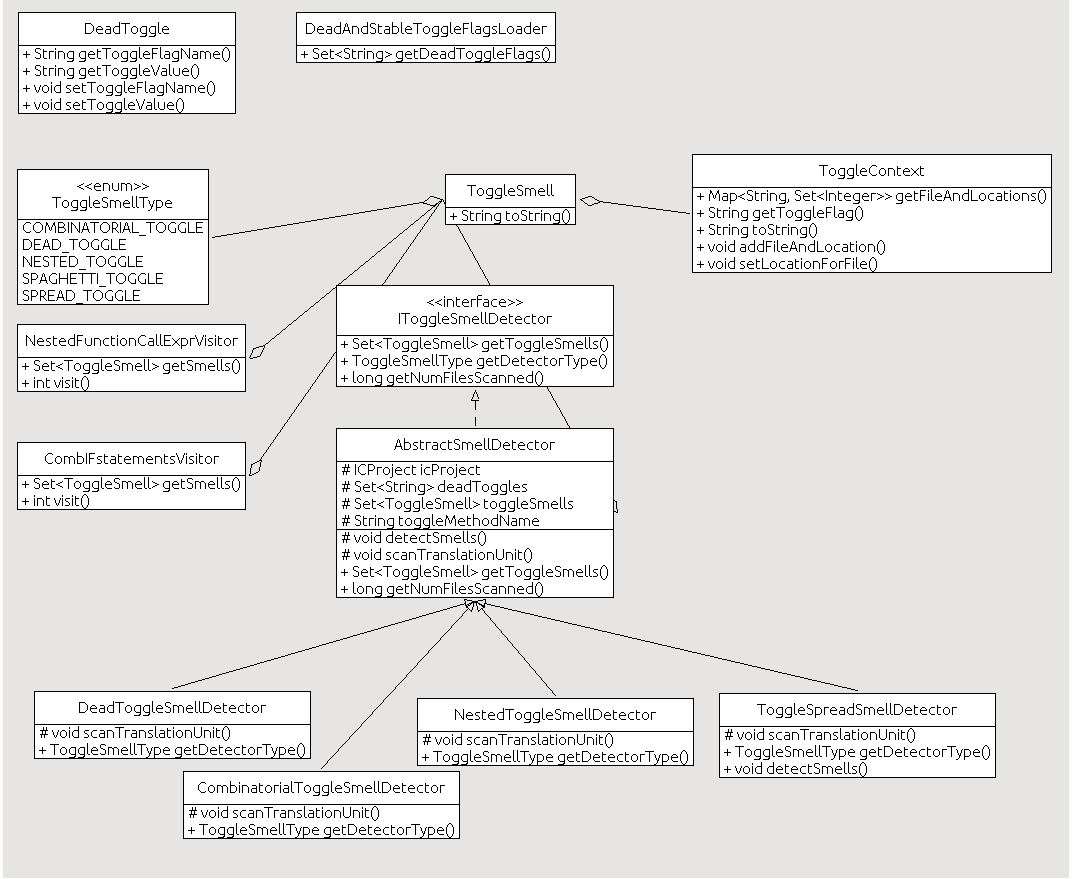 DeadToggle
+ String getToggleFlagName()
+ String getToggleValue()
+ void setToggleFlagName()
+ void setToggleValue()
DeadAndStableToggleFlagsLoader
+ Set<String> getDeadToggleFlags()
<<enum>>
ToggleSmellType
COMBINATORIAL_TOGGLE
DEAD_TOGGLE
NESTED_TOGGLE
SPAGHETTI_TOGGLE
SPREAD_TOGGLE
ToggleSmell
+ String toString()
ToggleContext
+ Map<String, Set<Integer>> getFileAndLocations()
+ String getToggleFlag()
+ String toString()
+ void addFileAndLocation()
+ void setLocationForFile()
NestedFunctionCallExprVisitor
+ Set<ToggleSmell> getSmells()
+ int visit()
<<interface>>
IToggleSmellDetector
+ Set<ToggleSmell> getToggleSmells()
+ ToggleSmellType getDetectorType()
+ long getNumFilesScanned()
CombIFstatementsVisitor
+ Set<ToggleSmell> getSmells()
+ int visit()
AbstractSmellDetector
# ICProject icProject
# Set<String> deadToggles
# Set<ToggleSmell> toggleSmells
# String toggleMethodName
# void detectSmells()
# void scanTranslationUnit()
+ Set<ToggleSmell> getToggleSmells()
+ long getNumFilesScanned()
DeadToggleSmellDetector
# void scanTranslationUnit()
+ ToggleSmellType getDetectorType()
CombinatorialToggleSmellDetector
# void scanTranslationUnit()
+ ToggleSmellType getDetectorType()
NestedToggleSmellDetector
# void scanTranslationUnit()
+ ToggleSmellType getDetectorType()
ToggleSpreadSmellDetector
# void scanTranslationUnit()
+ ToggleSmellType getDetectorType()
+ void detectSmells()